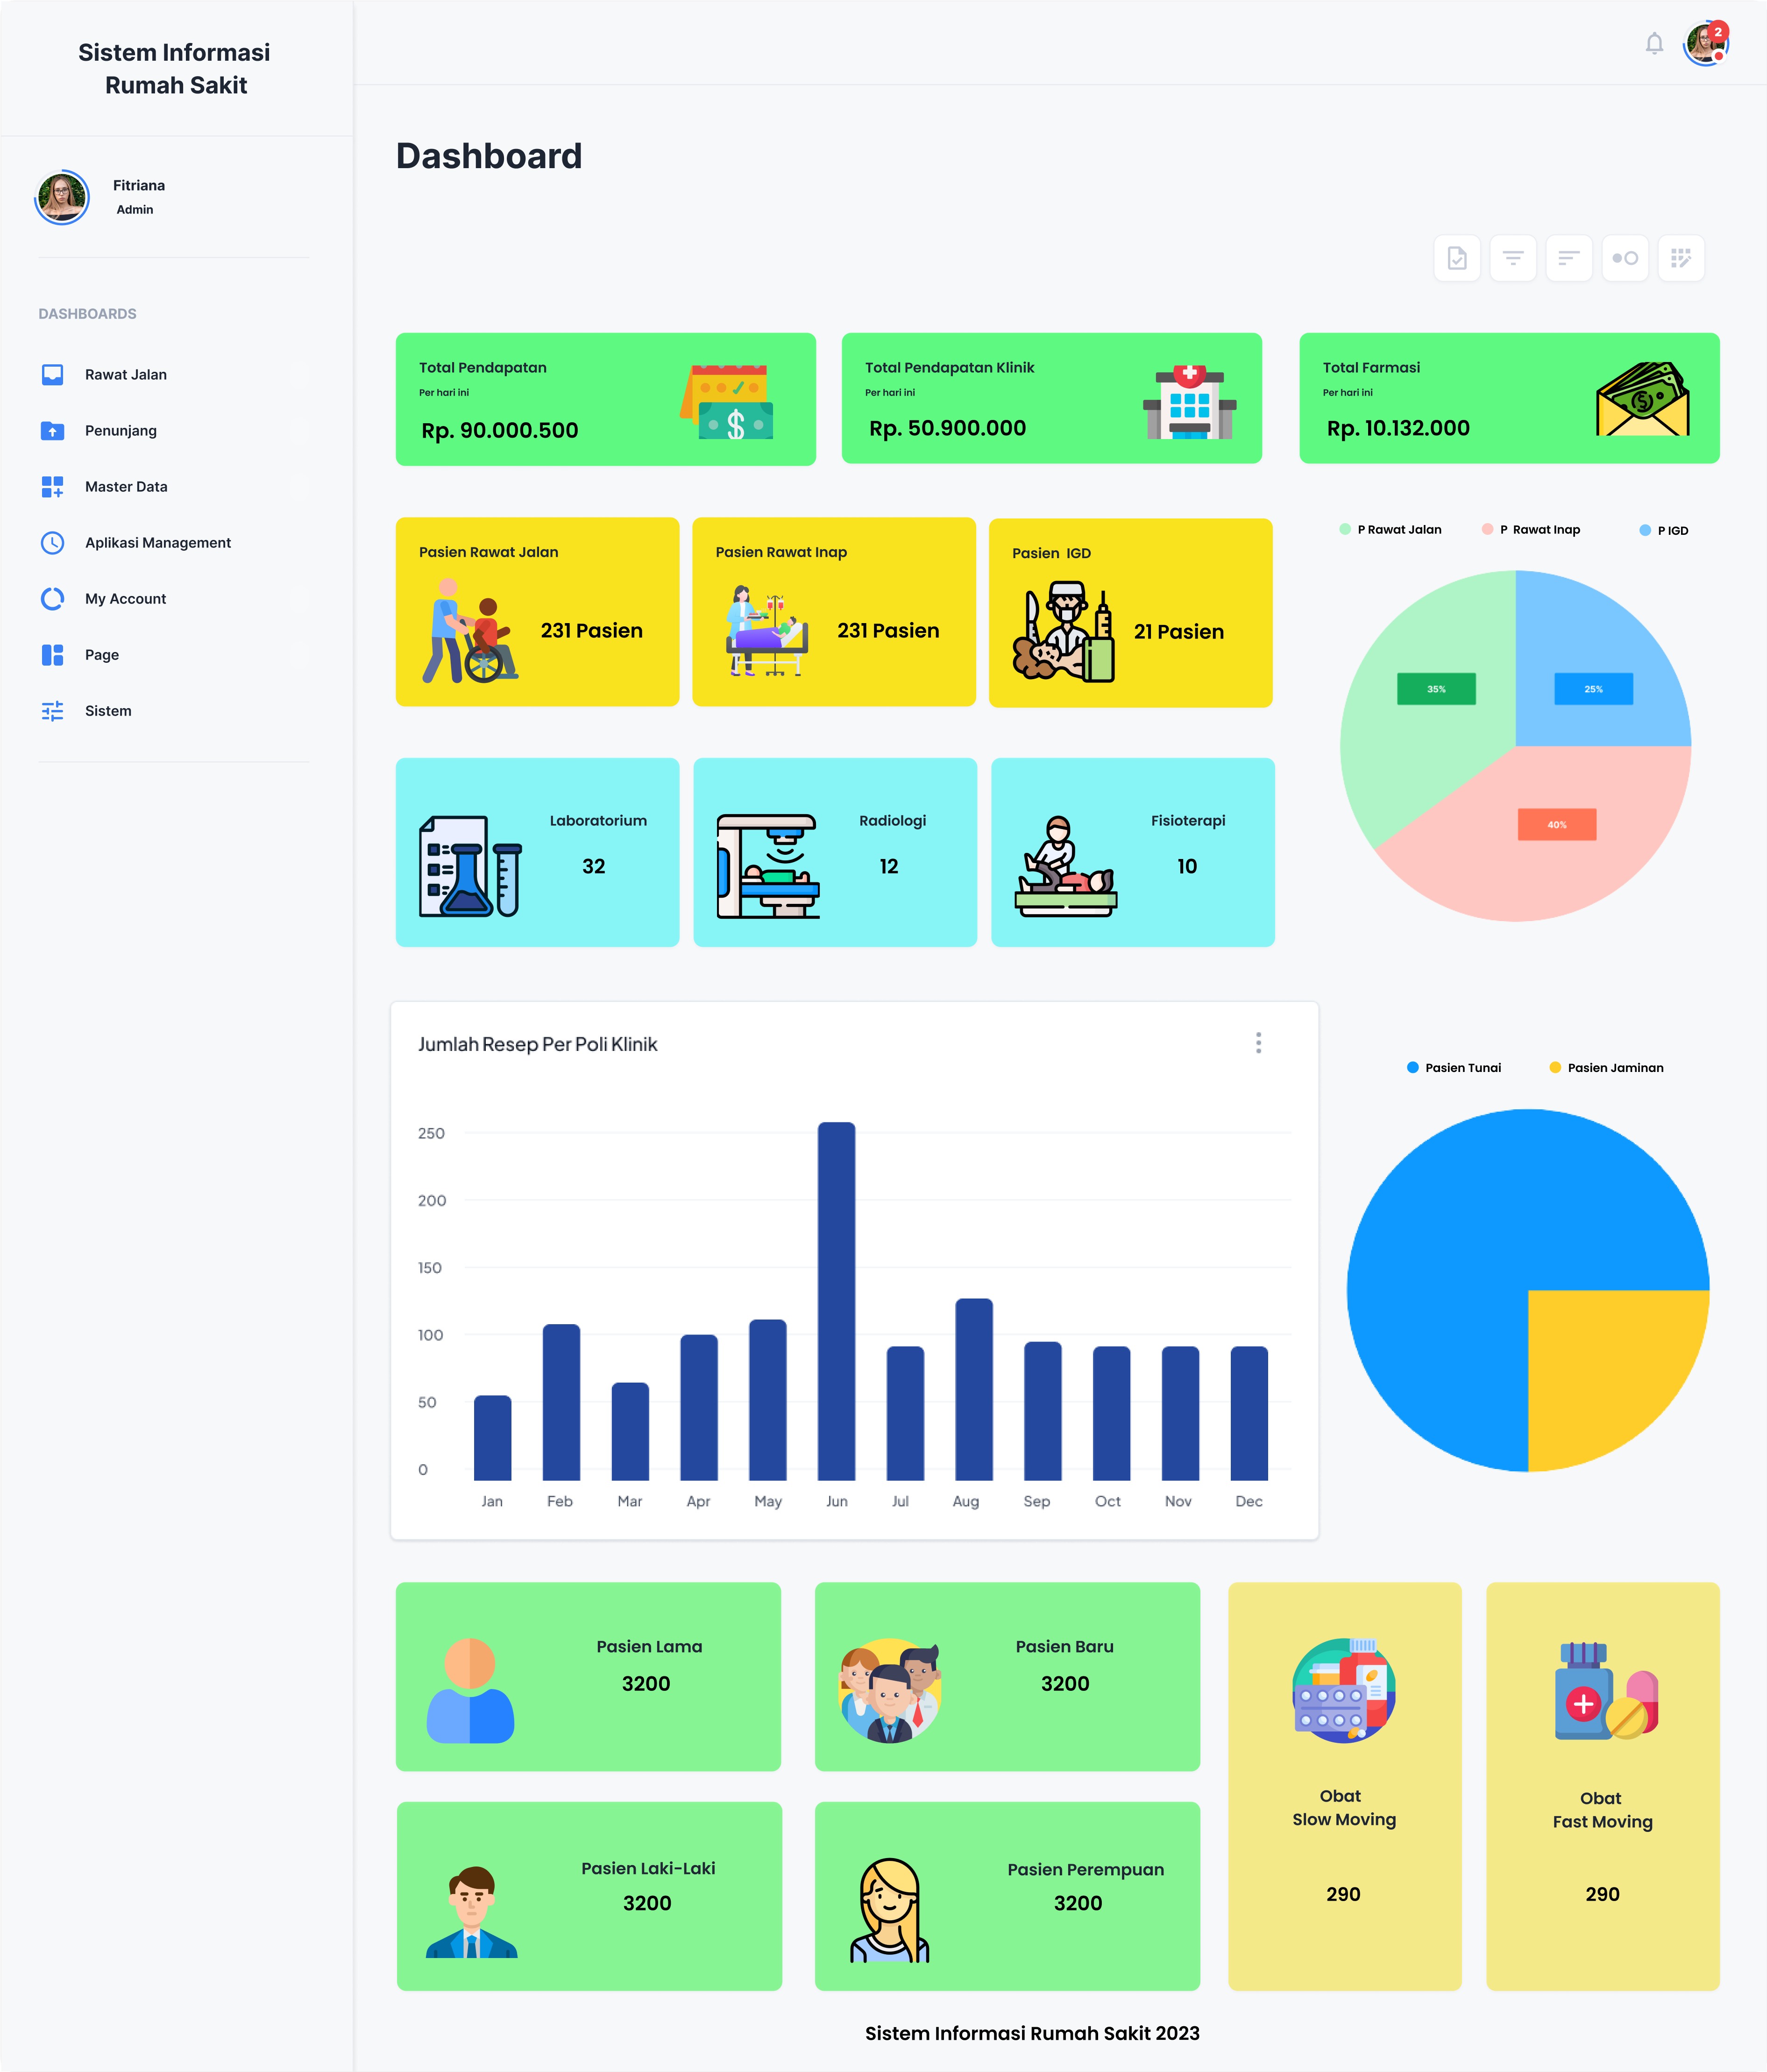 Sistem Informasi
Rumah Sakit
2
Fitriana
Admin
DASHBOARDS
Rawat Jalan
Penunjang
Master Data
Aplikasi Management
My Account
Page
Sistem
Dashboard
Total Pendapatan
Per hari ini
Rp. 90.000.500
Total Pendapatan Klinik
Per hari ini
Rp. 50.900.000
Total Farmasi
Per hari ini
Rp. 10.132.000
Pasien Rawat Jalan
231 Pasien
Pasien Rawat Inap
231 Pasien
Pasien IGD
21 Pasien
P Rawat Jalan
P Rawat Inap
P IGD
35%
25%
40%
Laboratorium
32
Radiologi
12
Fisioterapi
10
Jumlah Resep Per Poli Klinik
250
200
150
100
50
0
Jan Feb Mar Apr May Jun Jul Aug Sep Oct Nov Dec
Pasien Tunai
Pasien Jaminan
Pasien Lama
3200
Pasien Baru
3200
Pasien Laki-Laki
3200
Pasien Perempuan
3200
Obat
Slow Moving
290
Obat
Fast Moving
290
Sistem Informasi Rumah Sakit 2023